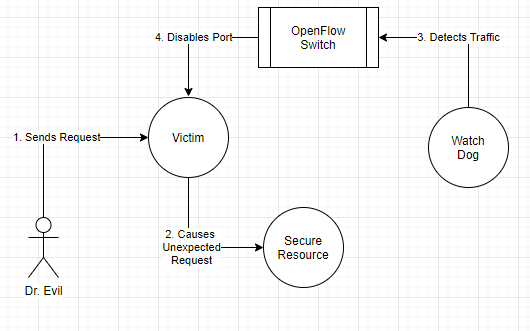 4. Disables Port
OpenFlow
Switch
3. Detects Traffic
1. Sends Request
Victim
Watch
Dog
2. Causes
Unexpected
Request
Secure
Resource
Dr. Evil